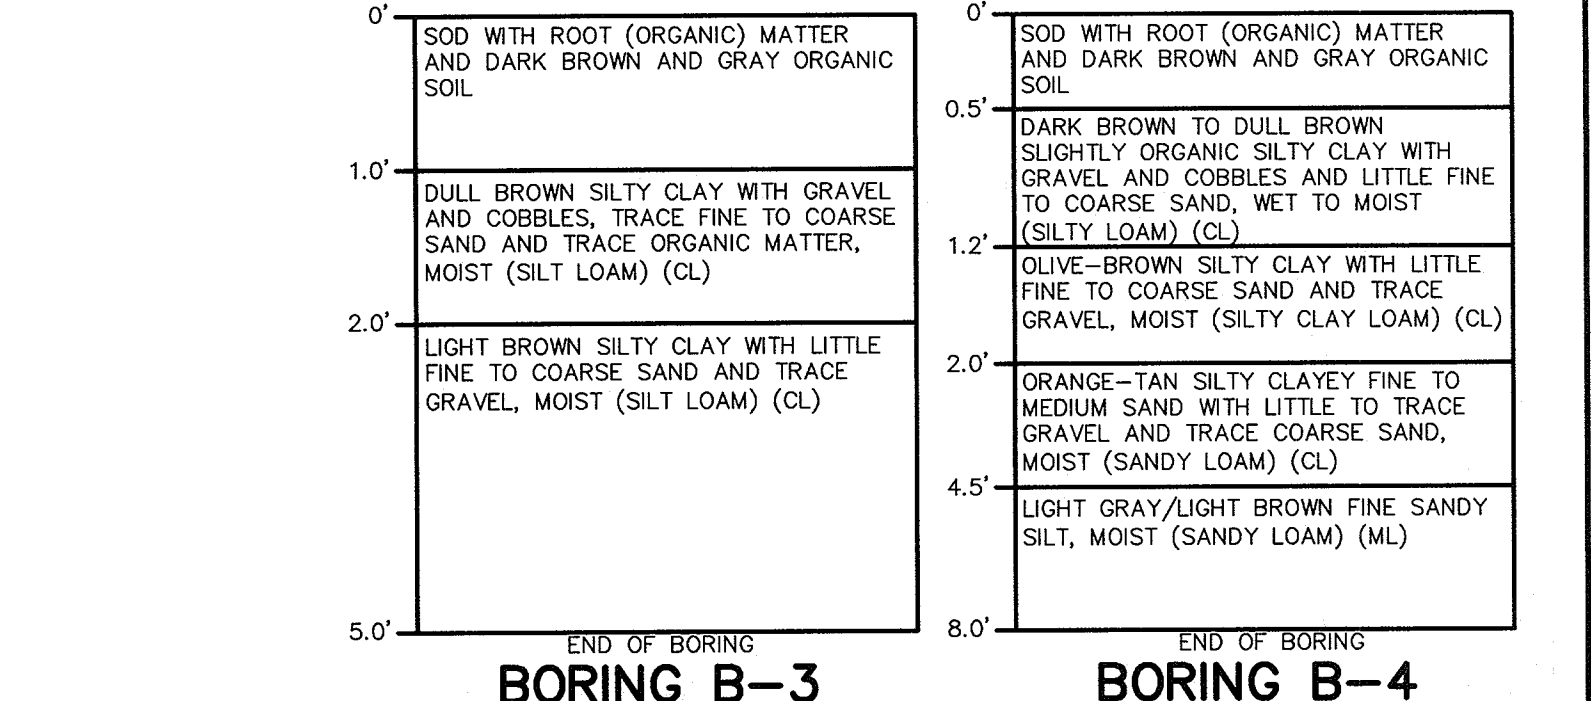 0'
SOD WITH ROOT (ORGANIC) MATTER
AND DARK BROWN AND GRAY ORGANIC
SOIL
1.0'
DULL BROWN SILTY CLAY WITH GRAVEL
AND COBBLES, TRACE FINE TO COARSE
SAND AND TRACE ORGANIC MATTER,
MOIST (SILT LOAM) (CL)
2.0'
LIGHT BROWN SILTY CLAY WITH LITTLE
FINE TO COARSE SAND AND TRACE
GRAVEL, MOIST (SILT LOAM) (CL)
5.0'
END OF BORING
BORING B-3
0'
SOD WITH ROOT (ORGANIC) MATTER
AND DARK BROWN AND GRAY ORGANIC
SOIL
0.5'
DARK BROWN TO DULL BROWN
SLIGHTLY ORGANIC SILTY CLAY WITH
GRAVEL AND COBBLES AND LITTLE FINE
TO COARSE SAND, WET TO MOIST
(SILTY LOAM) (CL)
1.2'
OLIVE-BROWN SILTY CLAY WITH LITTLE
FINE TO COARSE SAND AND TRACE
GRAVEL, MOIST (SILTY CLAY LOAM) (CL)
2.0'
ORANGE-TAN SILTY CLAYEY FINE TO
MEDIUM SAND WITH LITTLE TO TRACE
GRAVEL AND TRACE COARSE SAND,
MOIST (SANDY LOAM) (CL)
4.5'
LIGHT GRAY/LIGHT BROWN FINE SANDY
SILT, MOIST (SANDY LOAM) (ML)
8.0'
END OF BORING
BORING B-4